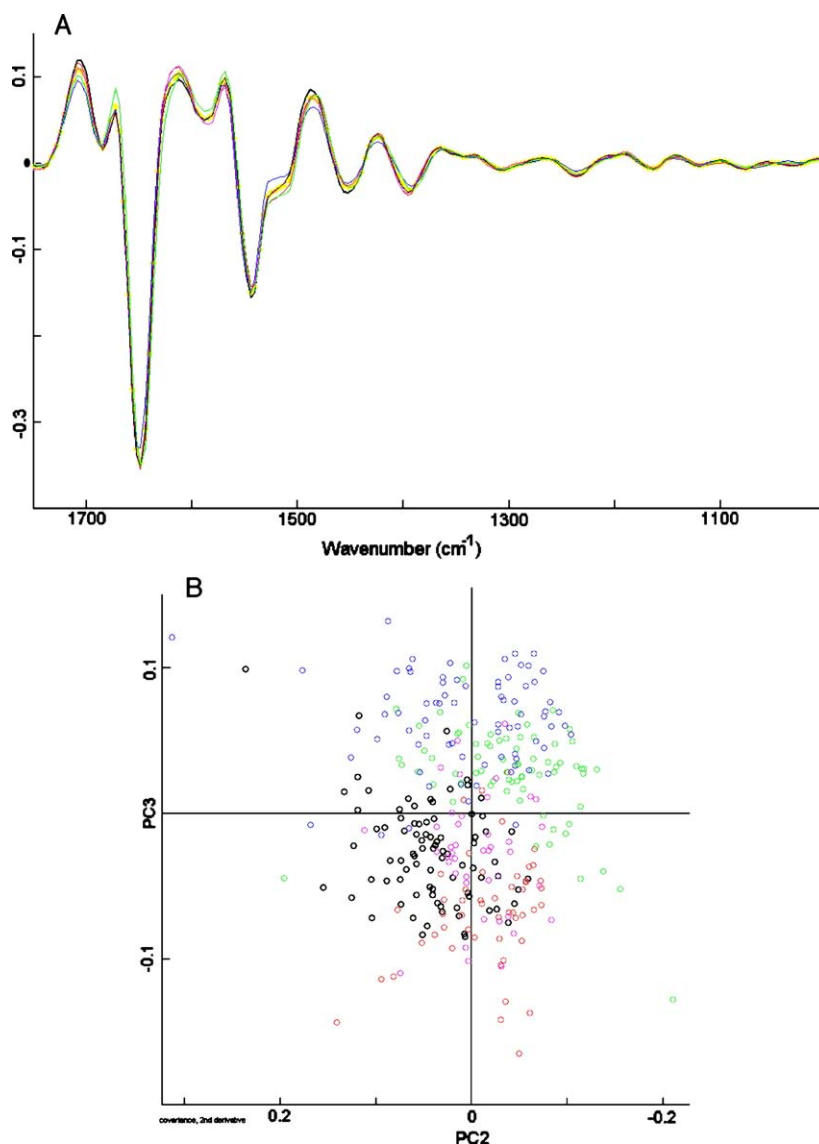 A
0.1
0
-0.1
-0.3
1700 1500 1300 1100
Wavenumber (cm-1)
B
0.1
PC3
-0.1
covariance, 2nd derivative
0.2 0 -0.2
PC2